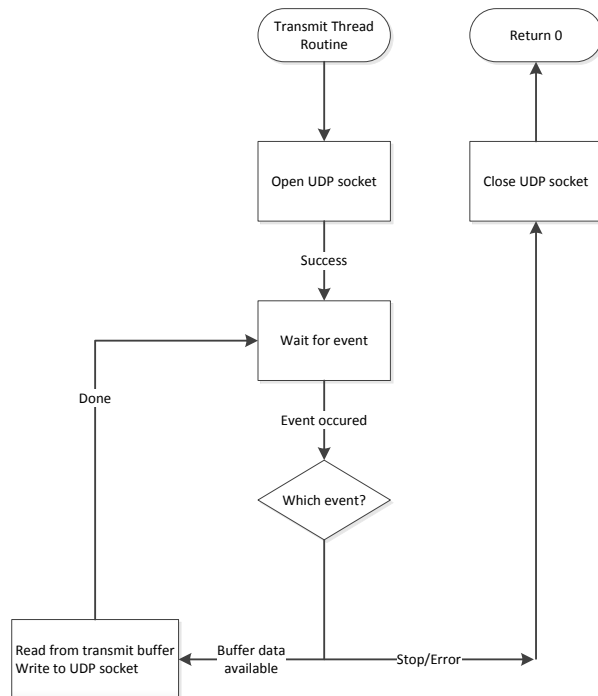 Transmit Thread
Routine
Return 0
Open UDP socket
Close UDP socket
Success
Wait for event
Done
Event occured
Which event?
Read from transmit buffer
Write to UDP socket
Buffer data
available
Stop/Error